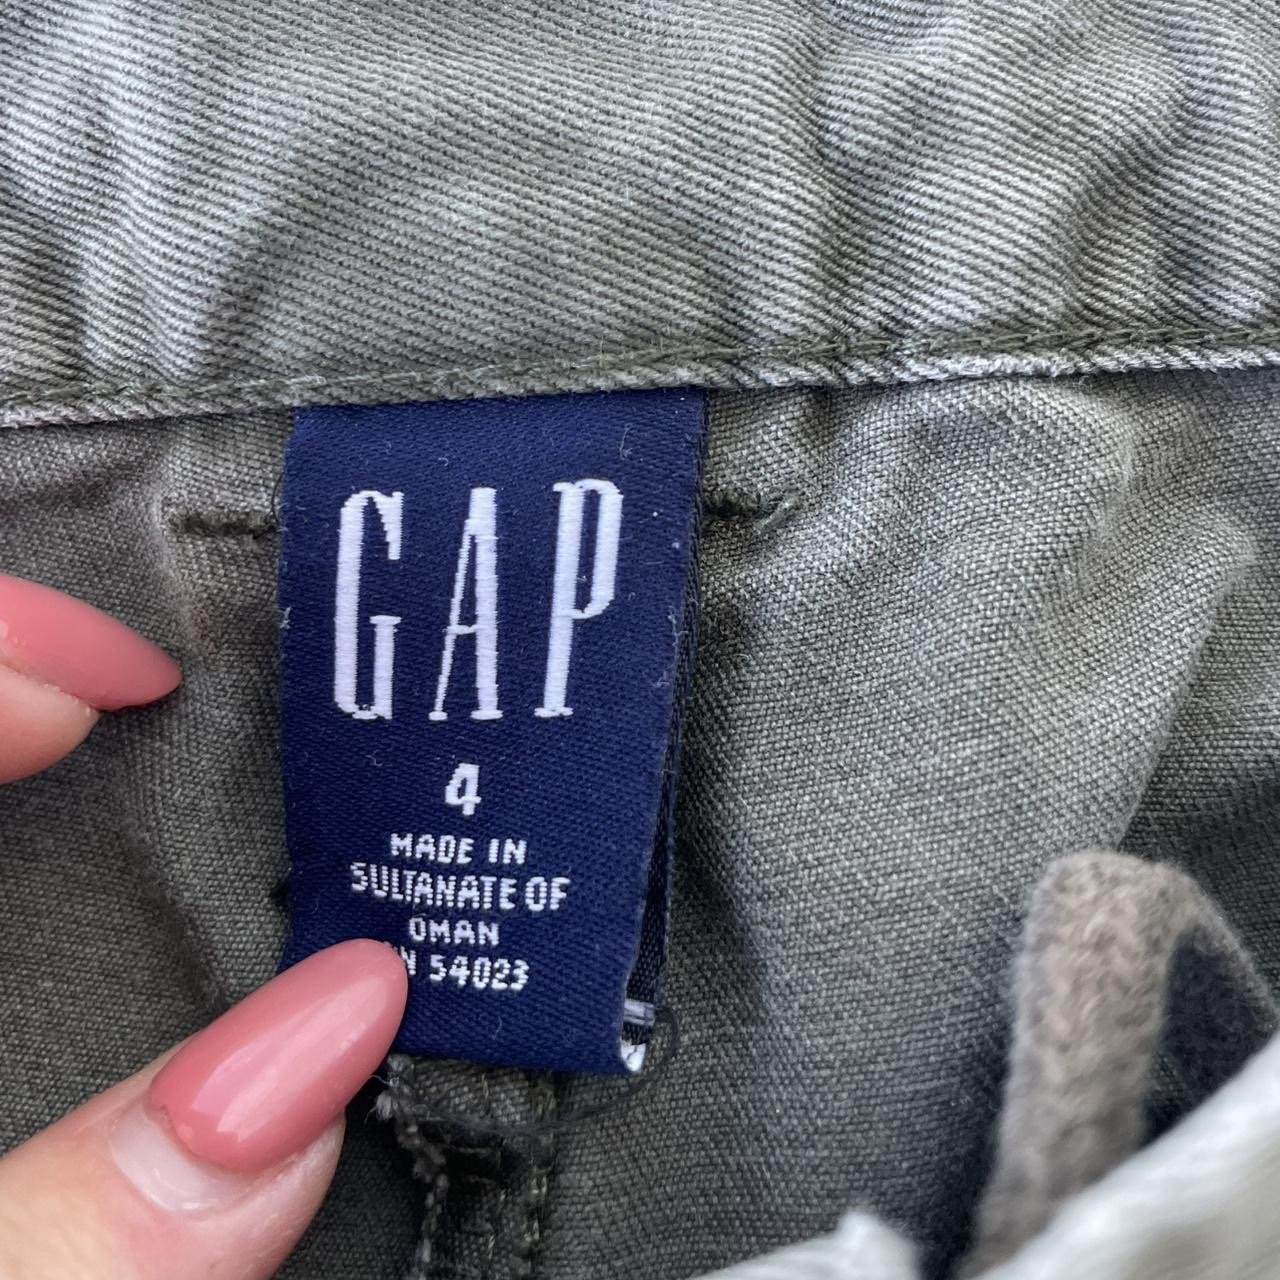 GAP
4
MADE IN
SULTANATE OF
OMAN
54023